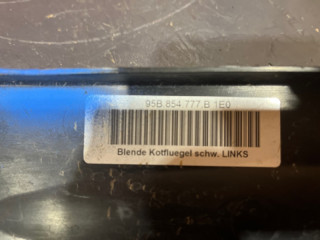 95B.854.777.B 1E0
Blende Kotfluegel schw. LINKS